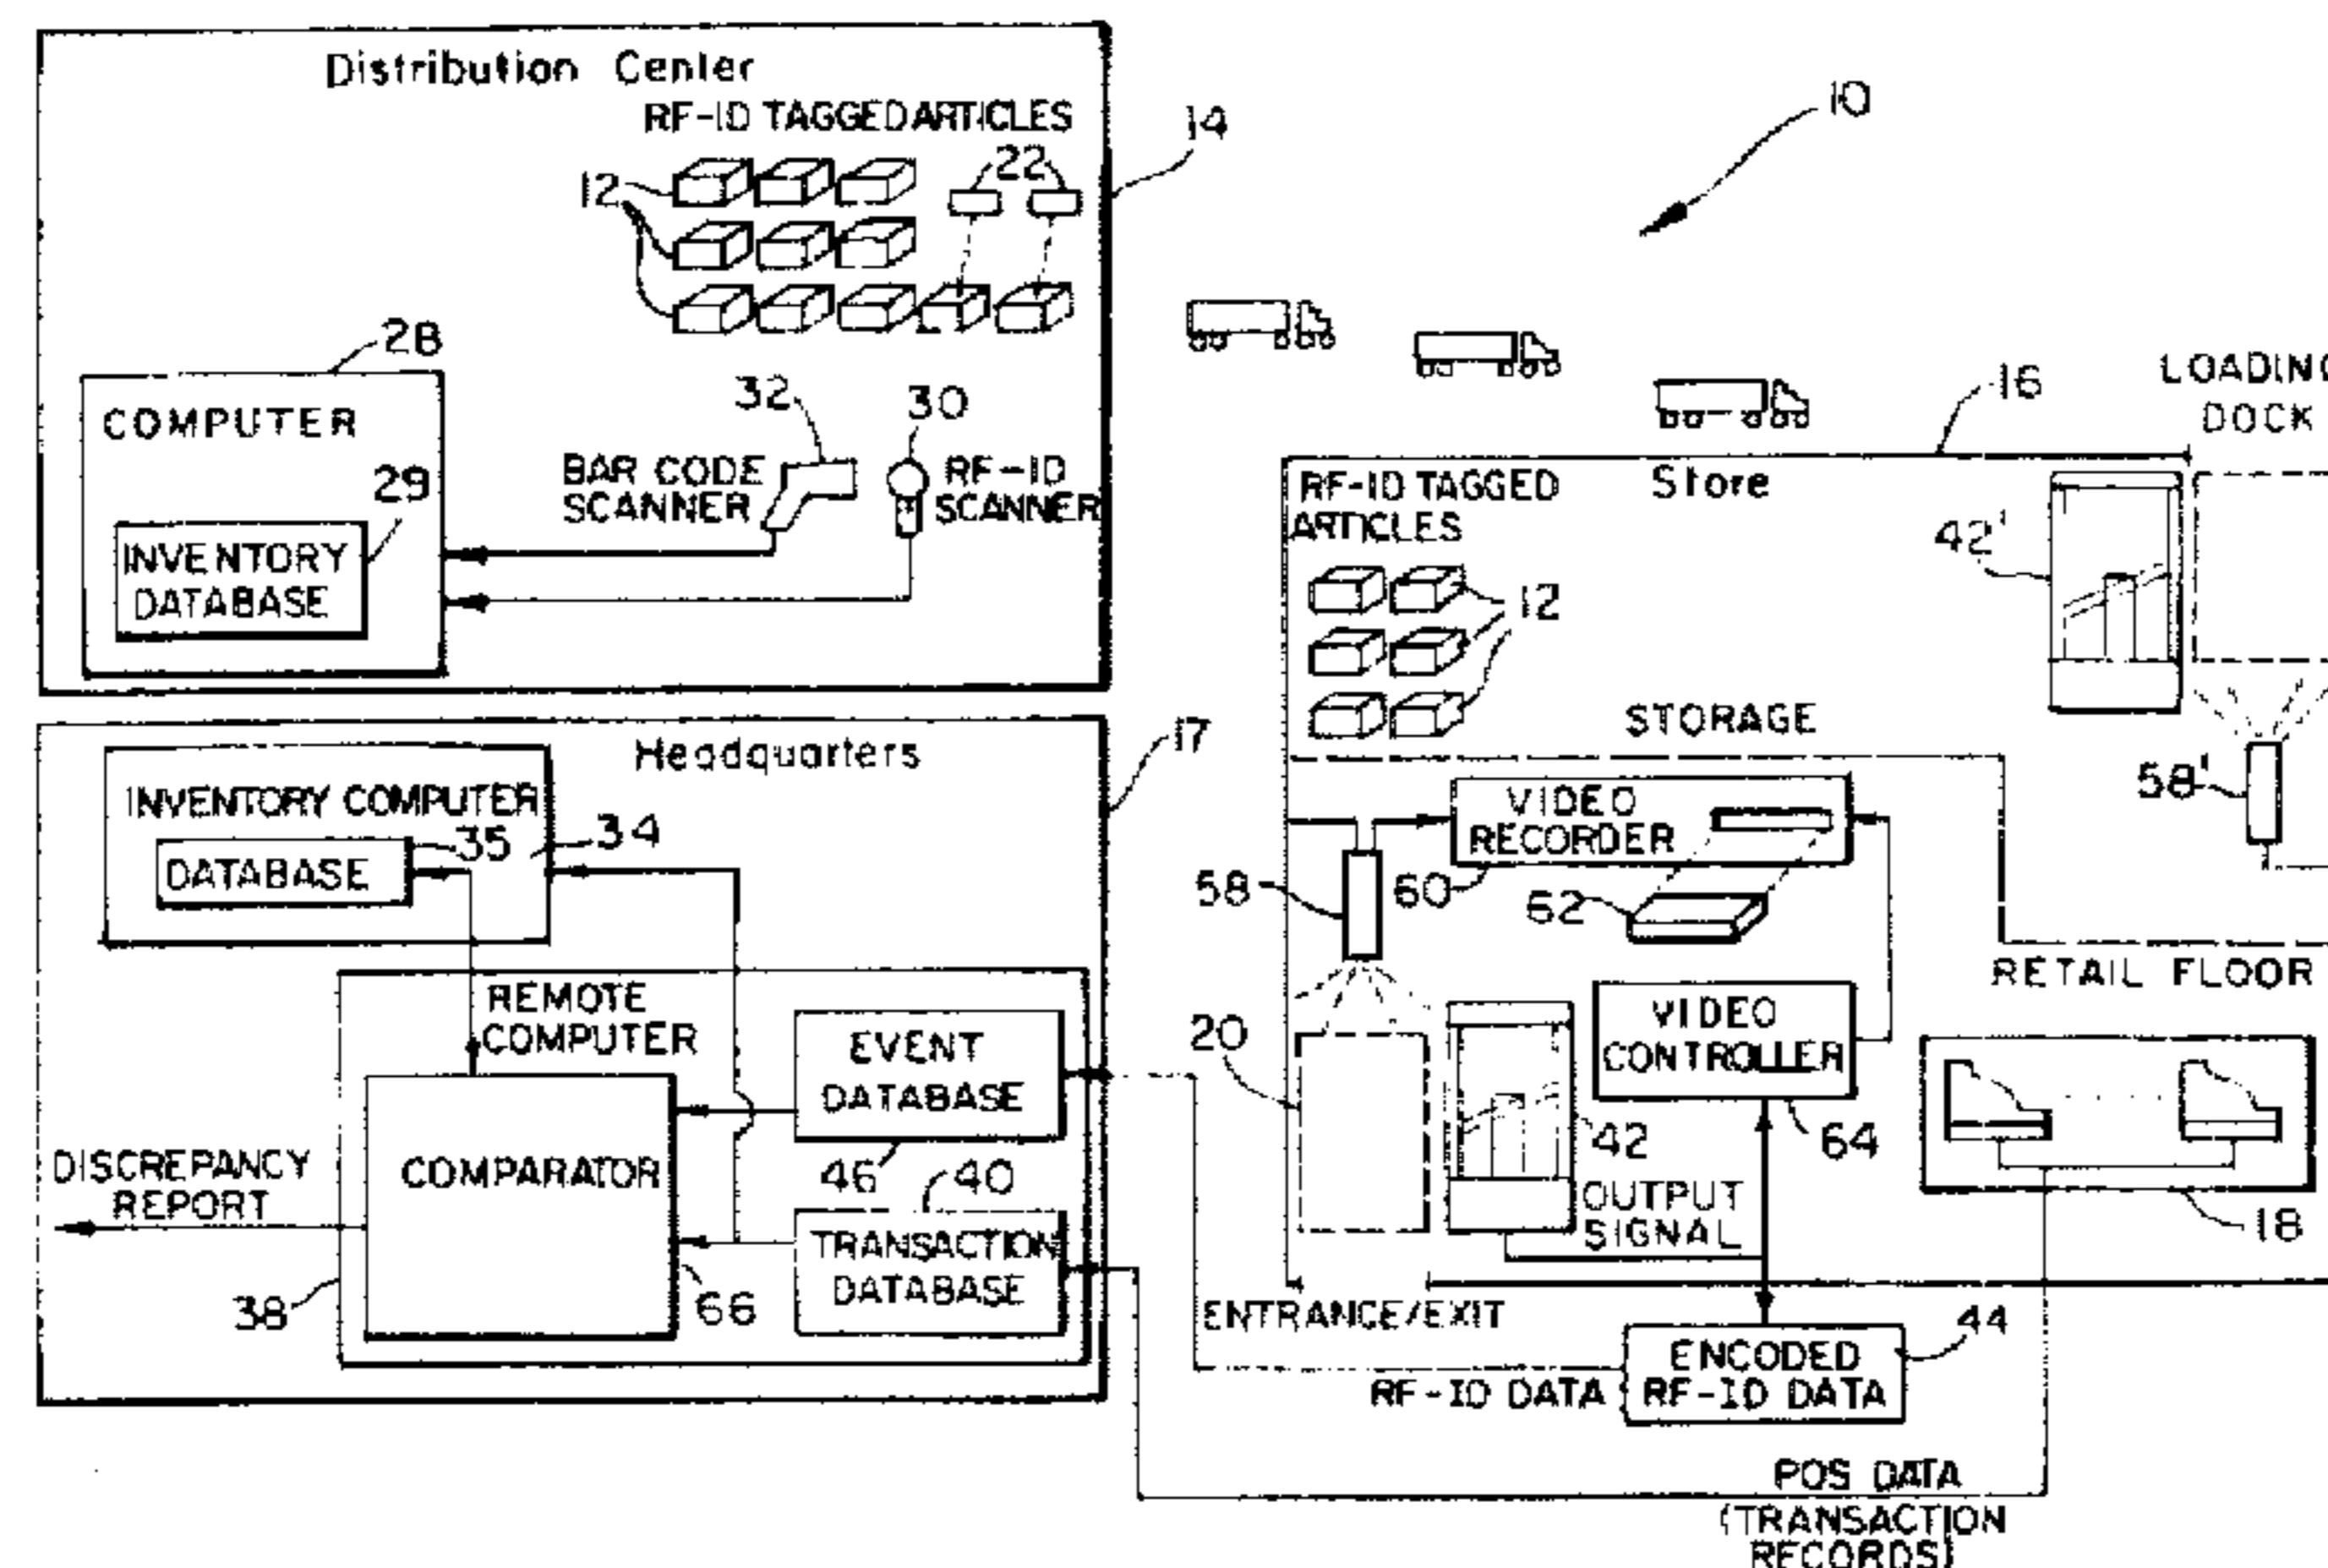 Distribution Center
RF-ID TAGGED ARTICLES
12
22
14
10
28
COMPUTER
29
INVENTORY
DATABASE
32
30
BAR CODE
SCANNER
RF-ID
SCANNER
16
LOADING
DOCK
RF-ID TAGGED
ARTICLES
Store
42'
12
STORAGE
58'
Headquarters
17
INVENTORY COMPUTER
35
34
DATABASE
VIDEO
RECORDER
58
60
62
RETAIL FLOOR
REMOTE
COMPUTER
EVENT
DATABASE
20
VIDEO
CONTROLLER
COMPARATOR
46
40
42
64
DISCREPANCY
REPORT
OUTPUT
SIGNAL
18
TRANSACTION
DATABASE
38
66
ENTRANCE/EXIT
44
ENCODED
RF-ID DATA
RF-ID DATA
POS DATA
(TRANSACTION
RECORDS)